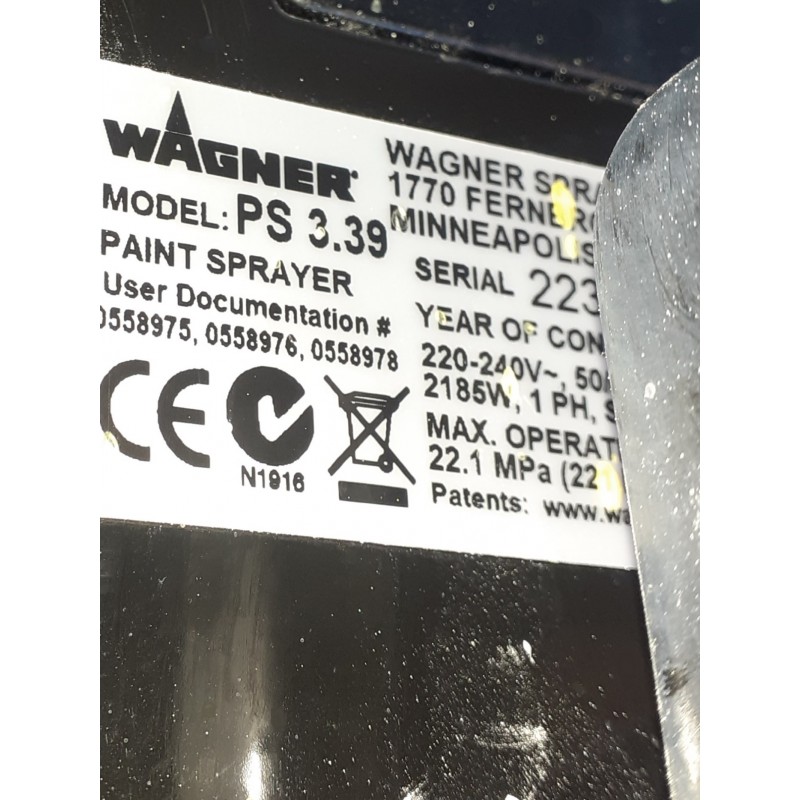 WAGNER
MODEL: PS 3.39
PAINT SPRAYER
User Documentation #
0558975, 0558976, 0558978
CE
N1916
WAGNER SPRA
1770 FERNBRO
MINNEAPOLIS
SERIAL 223
YEAR OF CON
220-240V~, 50/
2185W, 1 PH, S
MAX. OPERAT
22.1 MPa (221
Patents: www.wa